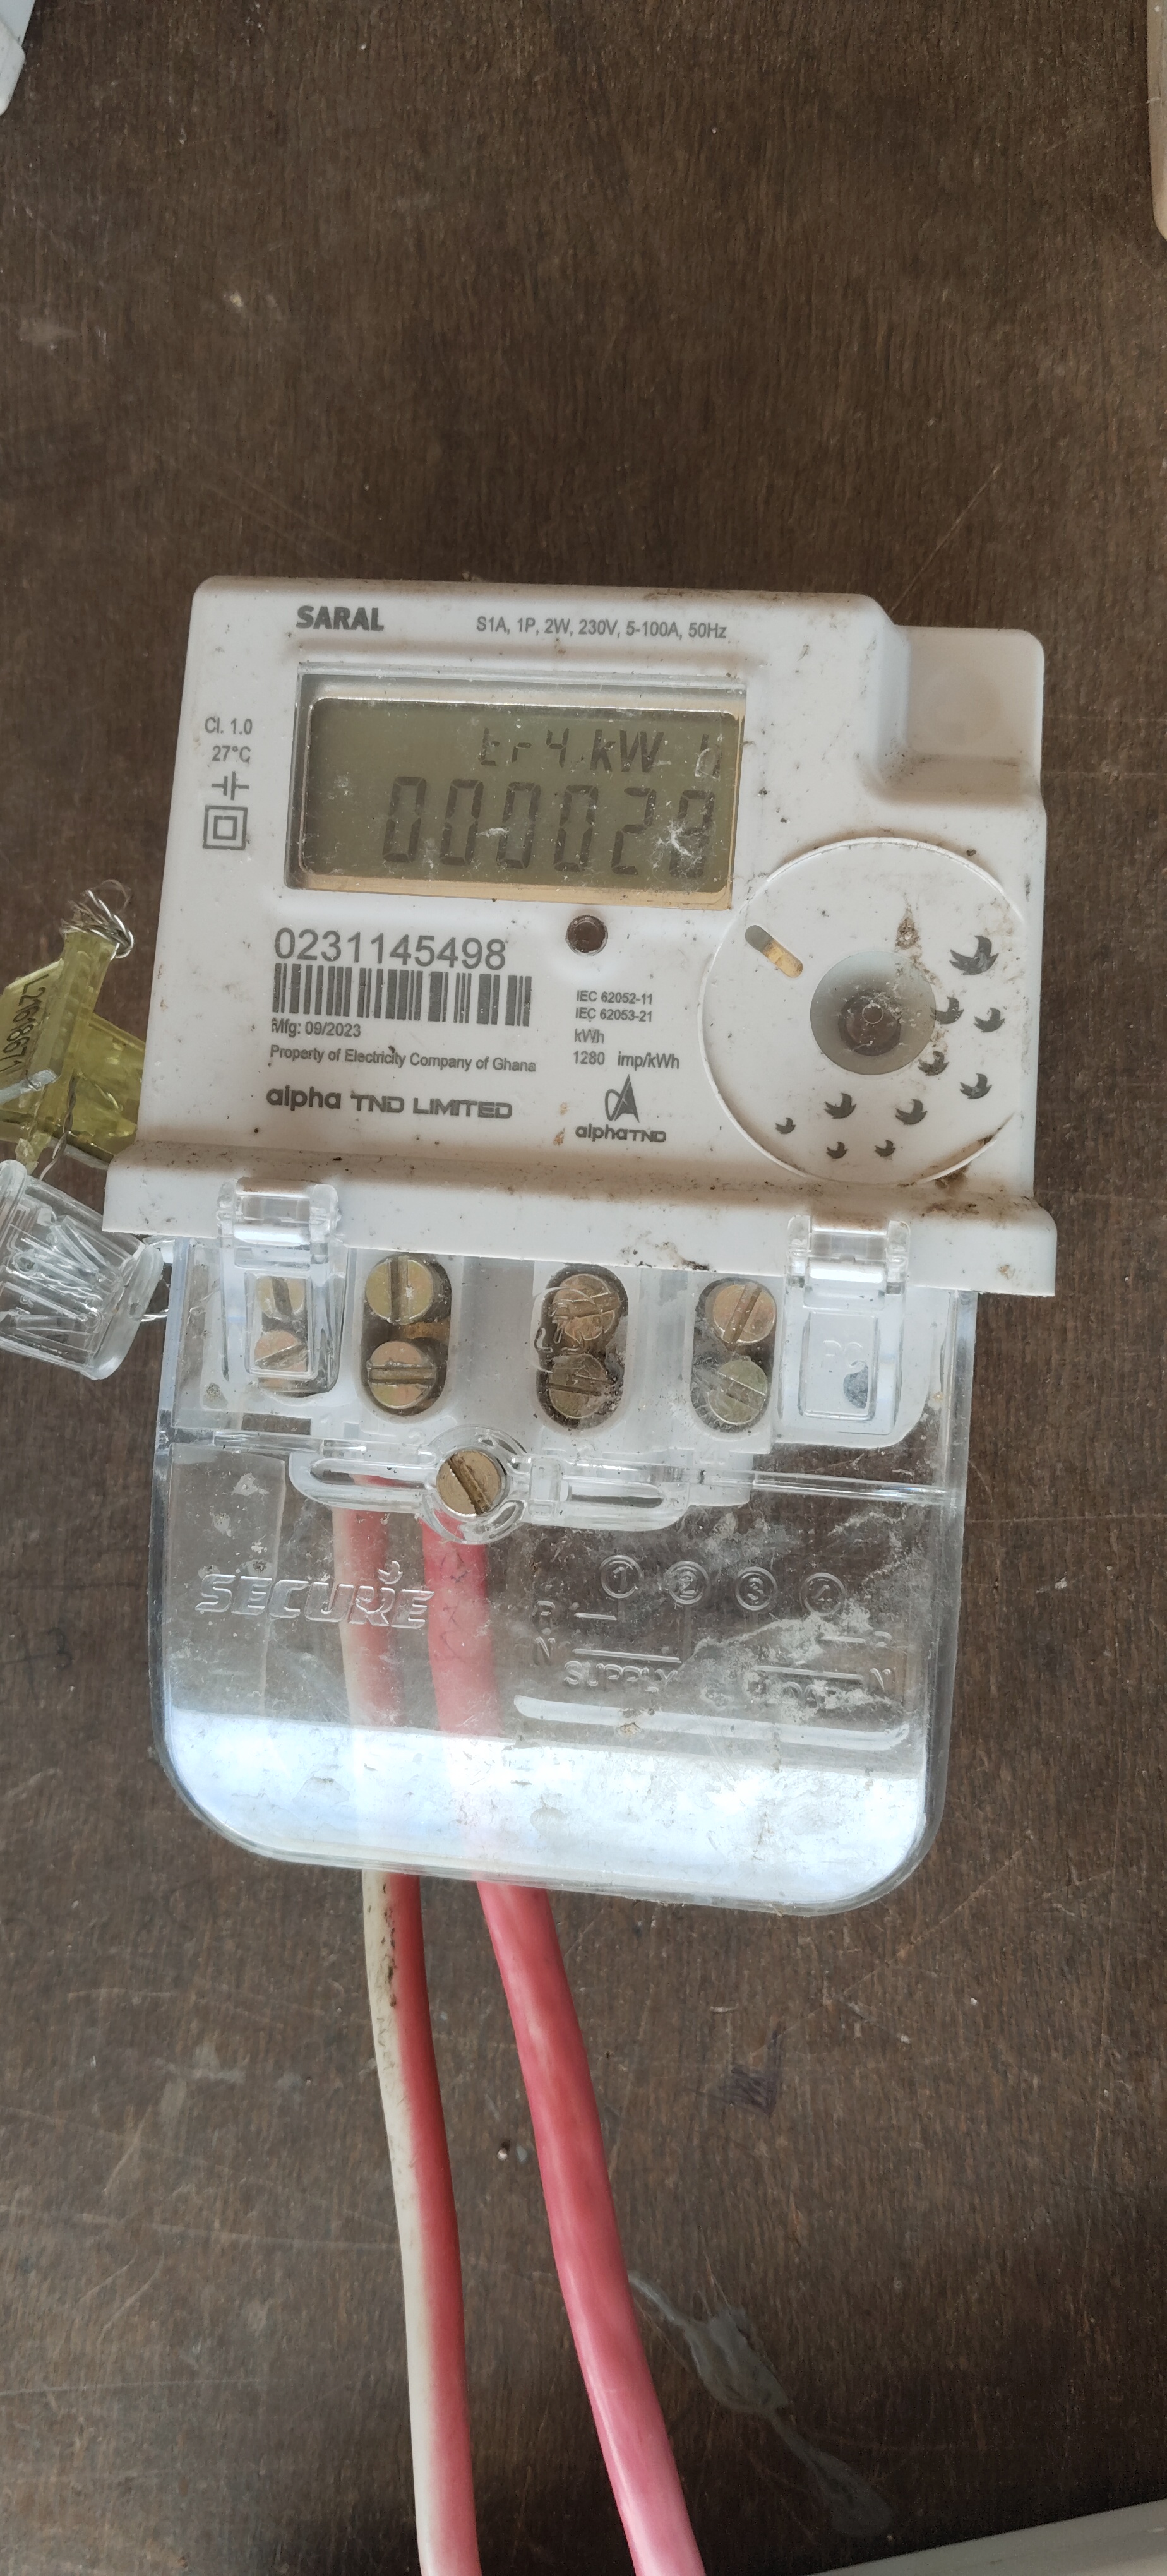 SARAL
S1A, 1P, 2W, 230V, 5-100A, 50Hz
Cl. 1.0
27°C
tr4 kW h
0231145498
Mfg: 09/2023
Property of Electricity Company of Ghana
alpha TND LIMITED
IEC 62052-11
IEC 62053-21
kWh
1280 imp/kWh
alphaTND
SECURE
1 2 3 4
N N
SUPPLY